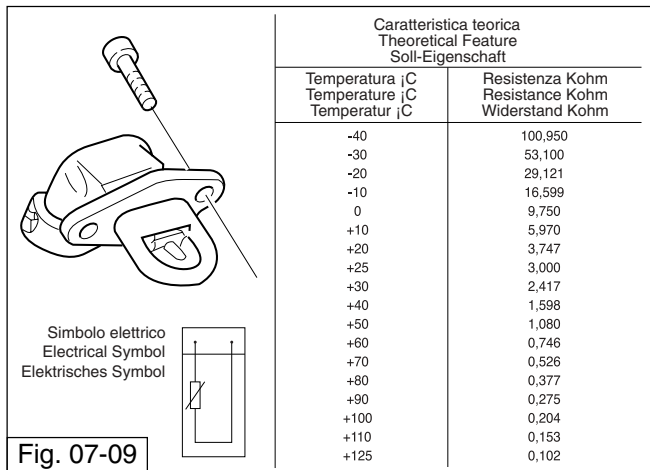 Caratteristica teorica
Theoretical Feature
Soll-Eigenschaft
Temperatura ¡C Resistenza Kohm
Temperature ¡C Resistance Kohm
Temperatur ¡C Widerstand Kohm
-40 100,950
-30 53,100
-20 29,121
-10 16,599
0 9,750
+10 5,970
+20 3,747
+25 3,000
+30 2,417
+40 1,598
+50 1,080
+60 0,746
+70 0,526
+80 0,377
+90 0,275
+100 0,204
+110 0,153
+125 0,102
Simbolo elettrico
Electrical Symbol
Elektrisches Symbol
Fig. 07-09